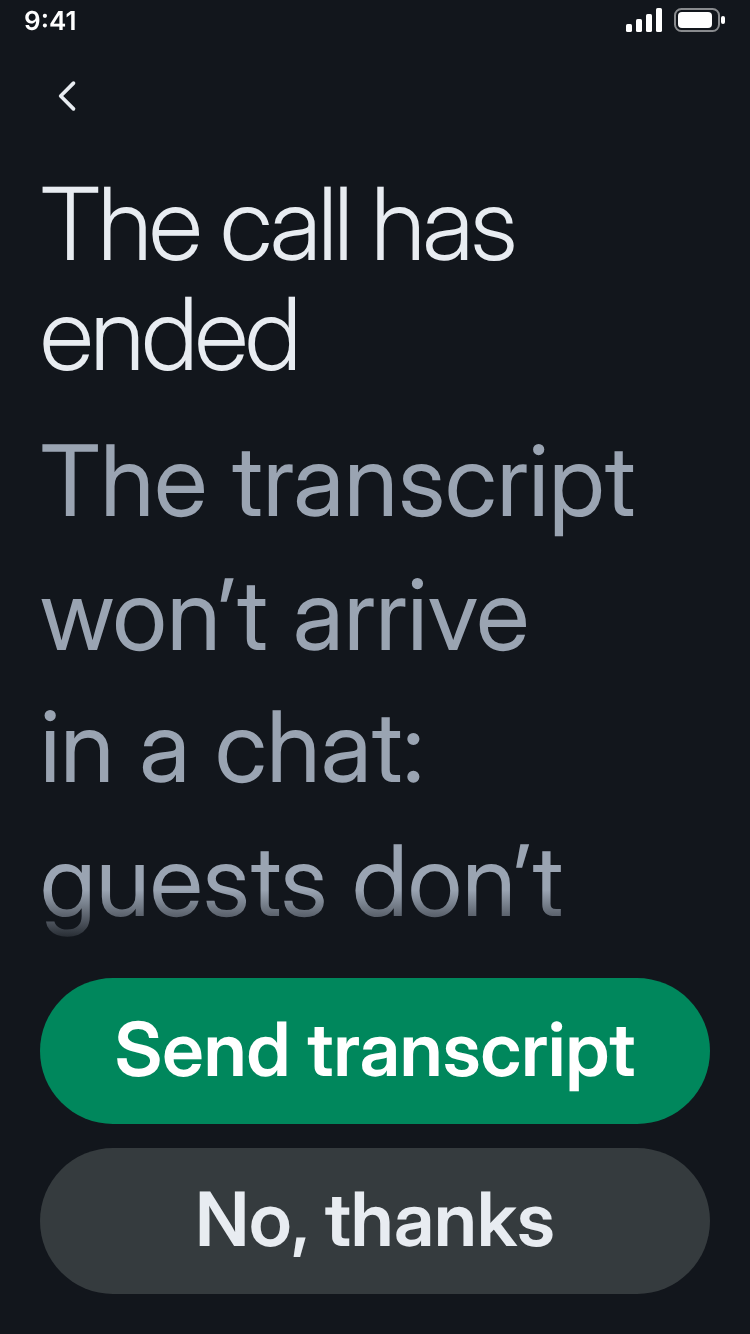 9:41
The call has
ended
The transcript
won’t arrive
in a chat:
guests don’t
Send transcript
No, thanks